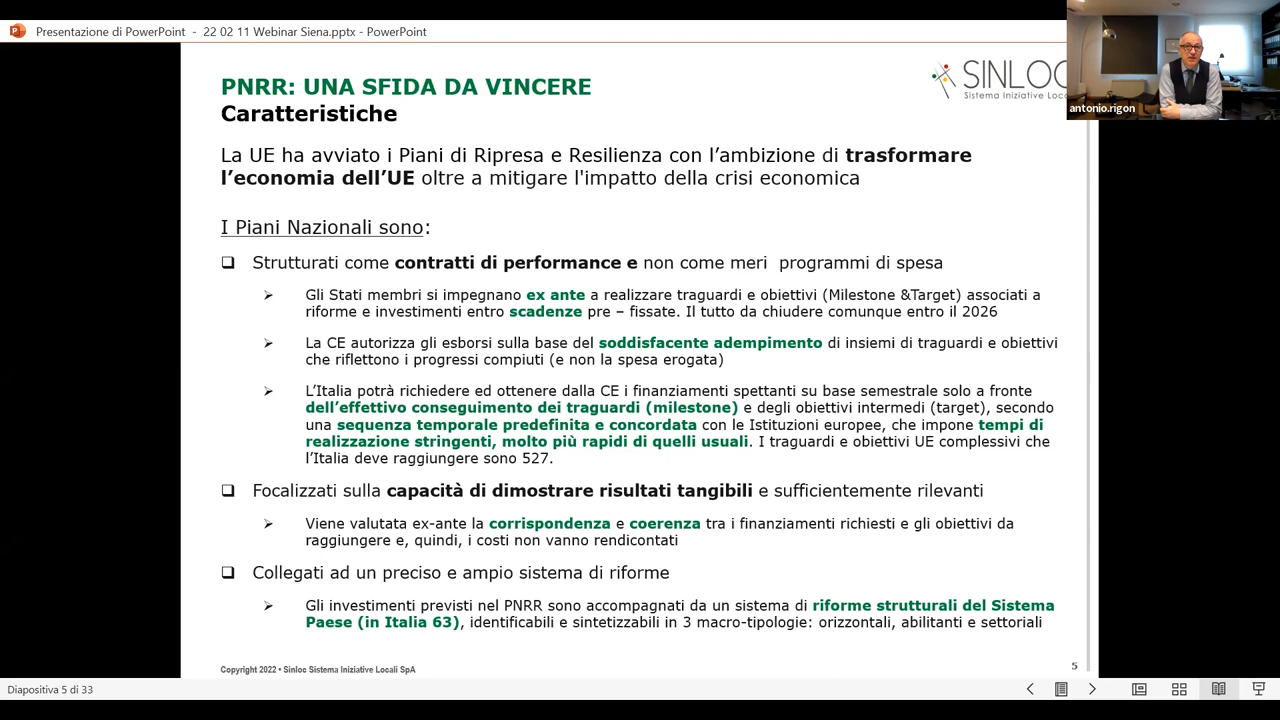 Presentazione di PowerPoint - 22 02 11 Webinar Siena.pptx - PowerPoint
antonio.rigon
PNRR: UNA SFIDA DA VINCERE
Caratteristiche
SINLOC
Sistema Iniziative Loca
La UE ha avviato i Piani di Ripresa e Resilienza con l’ambizione di trasformare
l’economia dell’UE oltre a mitigare l'impatto della crisi economica
I Piani Nazionali sono:
❑ Strutturati come contratti di performance e non come meri programmi di spesa
➢ Gli Stati membri si impegnano ex ante a realizzare traguardi e obiettivi (Milestone &Target) associati a
riforme e investimenti entro scadenze pre – fissate. Il tutto da chiudere comunque entro il 2026
➢ La CE autorizza gli esborsi sulla base del soddisfacente adempimento di insiemi di traguardi e obiettivi
che riflettono i progressi compiuti (e non la spesa erogata)
➢ L’Italia potrà richiedere ed ottenere dalla CE i finanziamenti spettanti su base semestrale solo a fronte
dell’effettivo conseguimento dei traguardi (milestone) e degli obiettivi intermedi (target), secondo
una sequenza temporale predefinita e concordata con le Istituzioni europee, che impone tempi di
realizzazione stringenti, molto più rapidi di quelli usuali. I traguardi e obiettivi UE complessivi che
l’Italia deve raggiungere sono 527.
❑ Focalizzati sulla capacità di dimostrare risultati tangibili e sufficientemente rilevanti
➢ Viene valutata ex-ante la corrispondenza e coerenza tra i finanziamenti richiesti e gli obiettivi da
raggiungere e, quindi, i costi non vanno rendicontati
❑ Collegati ad un preciso e ampio sistema di riforme
➢ Gli investimenti previsti nel PNRR sono accompagnati da un sistema di riforme strutturali del Sistema
Paese (in Italia 63), identificabili e sintetizzabili in 3 macro-tipologie: orizzontali, abilitanti e settoriali
Copyright 2022 • Sinloc Sistema Iniziative Locali SpA
5
Diapositiva 5 di 33